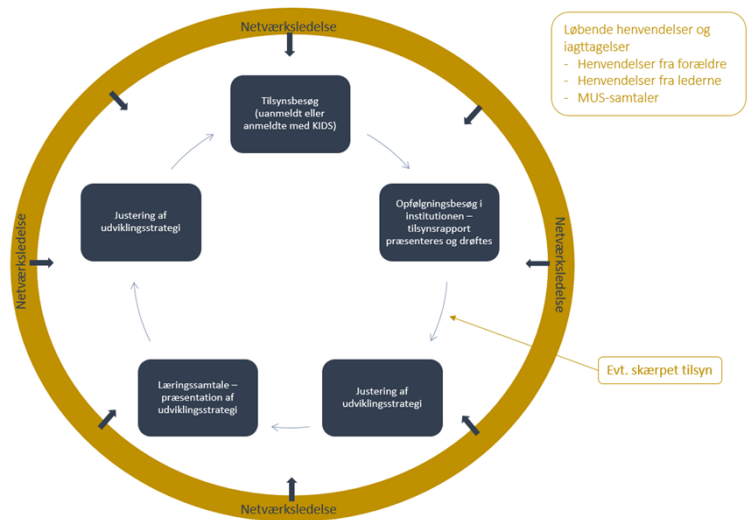 Netværksledelse
Løbende henvendelser og
iagttagelser
- Henvendelser fra forældre
- Henvendelser fra lederne
- MUS-samtaler
Tilsynsbesøg
(uanmeldt eller
anmeldte med KIDS)
Justering af
udviklingsstrategi
Opfølgningsbesøg i
institutionen –
tilsynsrapport
præsenteres og drøftes
Netværksledelse
Netværksledelse
Læringssamtale –
præsentation af
udviklingsstrategi
Justering af
udviklingsstrategi
Evt. skærpet tilsyn
Netværksledelse